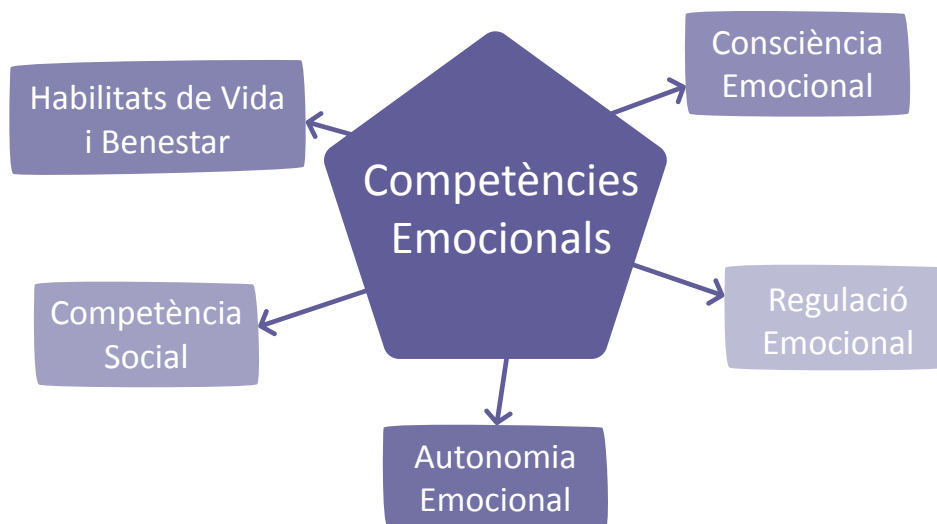 Consciència
Emocional
Habilitats de Vida
i Benestar
Competències
Emocionals
Regulació
Emocional
Competència
Social
Autonomia
Emocional